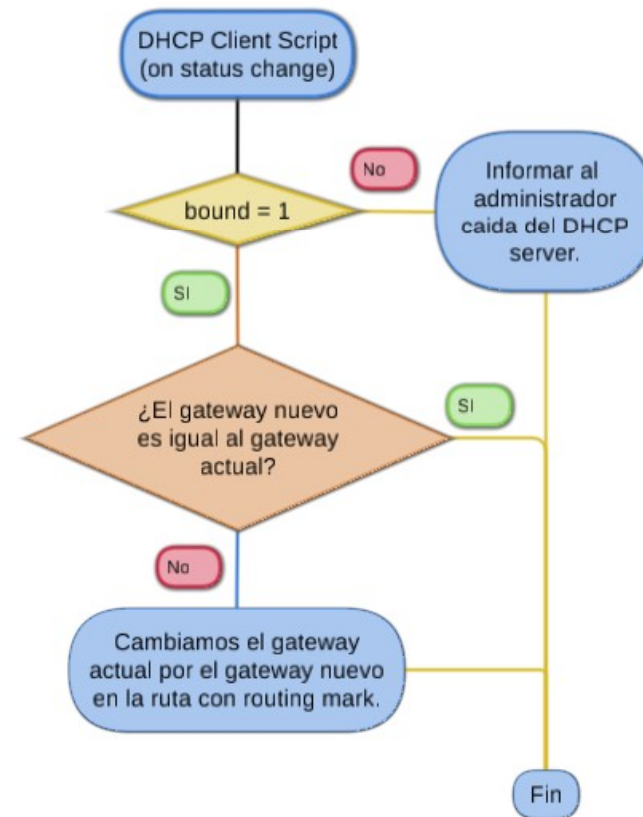 DHCP Client Script
(on status change)
No
bound = 1
Informar al
administrador
caida del DHCP
server.
SI
¿El gateway nuevo
es igual al gateway
actual?
SI
No
Cambiamos el gateway
actual por el gateway nuevo
en la ruta con routing mark.
Fin